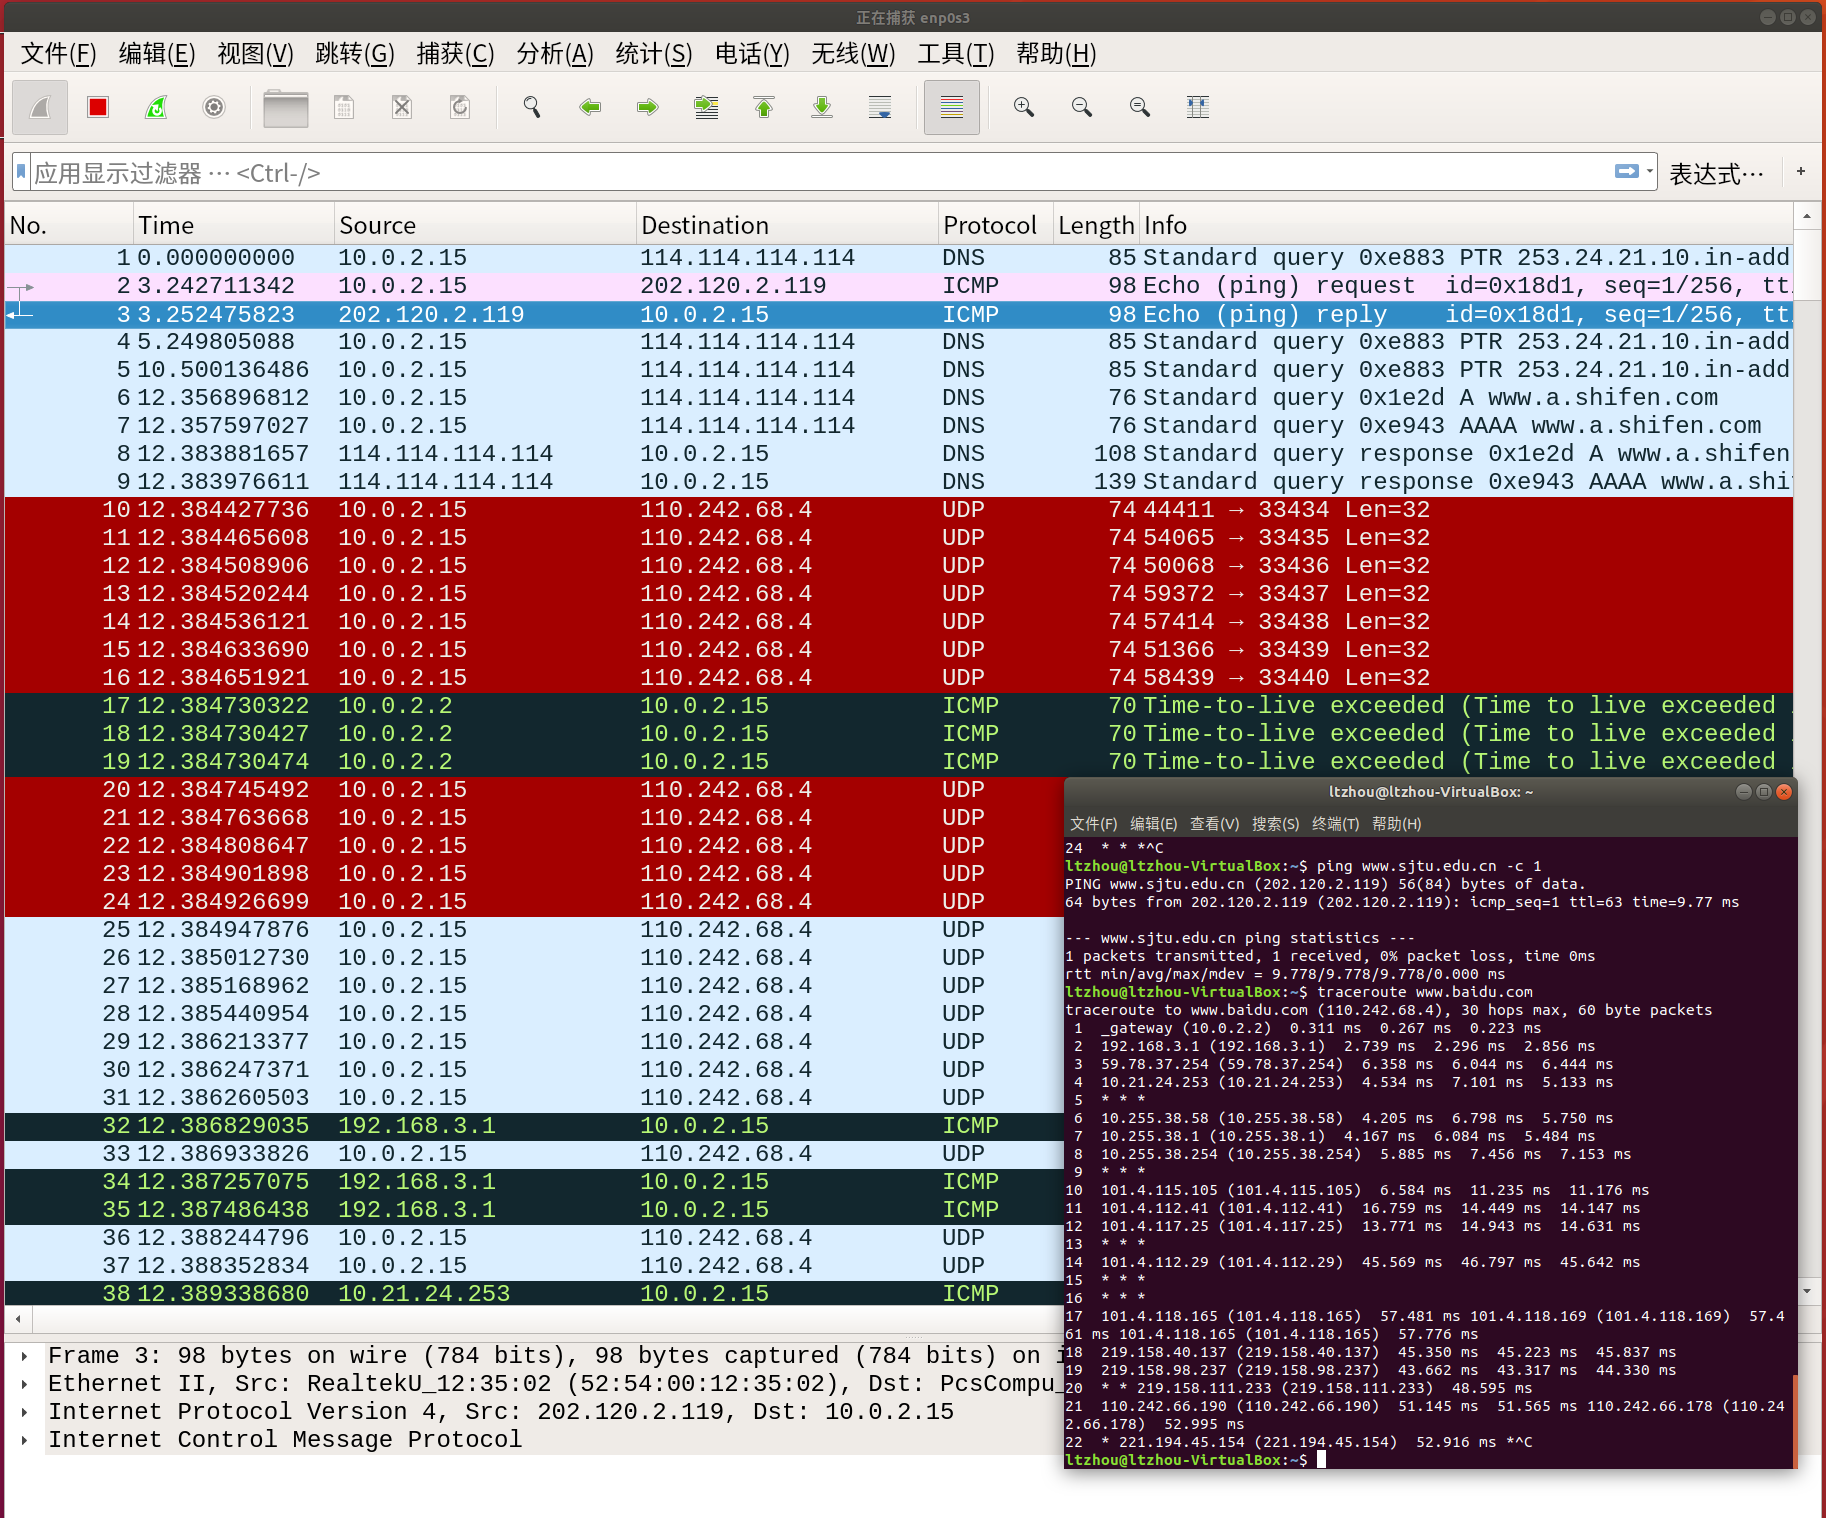 正在捕获 enp0s3
文件(F) 编辑(E) 视图(V) 跳转(G) 捕获(C) 分析(A) 统计(S) 电话(Y) 无线(W) 工具(T) 帮助(H)
应用显示过滤器 … <Ctrl-/> 表达式… +
No. Time Source Destination Protocol Length Info
1 0.000000000 10.0.2.15 114.114.114.114 DNS 85 Standard query 0xe883 PTR 253.24.21.10.in-add
2 3.242711342 10.0.2.15 202.120.2.119 ICMP 98 Echo (ping) request id=0x18d1, seq=1/256, tt
3 3.252475823 202.120.2.119 10.0.2.15 ICMP 98 Echo (ping) reply id=0x18d1, seq=1/256, tt
4 5.249805088 10.0.2.15 114.114.114.114 DNS 85 Standard query 0xe883 PTR 253.24.21.10.in-add
5 10.500136486 10.0.2.15 114.114.114.114 DNS 85 Standard query 0xe883 PTR 253.24.21.10.in-add
6 12.356896812 10.0.2.15 114.114.114.114 DNS 76 Standard query 0x1e2d A www.a.shifen.com
7 12.357597027 10.0.2.15 114.114.114.114 DNS 76 Standard query 0xe943 AAAA www.a.shifen.com
8 12.383881657 114.114.114.114 10.0.2.15 DNS 108 Standard query response 0x1e2d A www.a.shifen
9 12.383976611 114.114.114.114 10.0.2.15 DNS 139 Standard query response 0xe943 AAAA www.a.shi
10 12.384427736 10.0.2.15 110.242.68.4 UDP 74 44411 → 33434 Len=32
11 12.384465608 10.0.2.15 110.242.68.4 UDP 74 54065 → 33435 Len=32
12 12.384508906 10.0.2.15 110.242.68.4 UDP 74 50068 → 33436 Len=32
13 12.384520244 10.0.2.15 110.242.68.4 UDP 74 59372 → 33437 Len=32
14 12.384536121 10.0.2.15 110.242.68.4 UDP 74 57414 → 33438 Len=32
15 12.384633690 10.0.2.15 110.242.68.4 UDP 74 51366 → 33439 Len=32
16 12.384651921 10.0.2.15 110.242.68.4 UDP 74 58439 → 33440 Len=32
17 12.384730322 10.0.2.2 10.0.2.15 ICMP 70 Time-to-live exceeded (Time to live exceeded
18 12.384730427 10.0.2.2 10.0.2.15 ICMP 70 Time-to-live exceeded (Time to live exceeded
19 12.384730474 10.0.2.2 10.0.2.15 ICMP 70 Time-to-live exceeded (Time to live exceeded
20 12.384745492 10.0.2.15 110.242.68.4 UDP
21 12.384763668 10.0.2.15 110.242.68.4 UDP
22 12.384808647 10.0.2.15 110.242.68.4 UDP
23 12.384901898 10.0.2.15 110.242.68.4 UDP
24 12.384926699 10.0.2.15 110.242.68.4 UDP
25 12.384947876 10.0.2.15 110.242.68.4 UDP
26 12.385012730 10.0.2.15 110.242.68.4 UDP
27 12.385168962 10.0.2.15 110.242.68.4 UDP
28 12.385440954 10.0.2.15 110.242.68.4 UDP
29 12.386213377 10.0.2.15 110.242.68.4 UDP
30 12.386247371 10.0.2.15 110.242.68.4 UDP
31 12.386260503 10.0.2.15 110.242.68.4 UDP
32 12.386829035 192.168.3.1 10.0.2.15 ICMP
33 12.386933826 10.0.2.15 110.242.68.4 UDP
34 12.387257075 192.168.3.1 10.0.2.15 ICMP
35 12.387486438 192.168.3.1 10.0.2.15 ICMP
36 12.388244796 10.0.2.15 110.242.68.4 UDP
37 12.388352834 10.0.2.15 110.242.68.4 UDP
38 12.389338680 10.21.24.253 10.0.2.15 ICMP
Frame 3: 98 bytes on wire (784 bits), 98 bytes captured (784 bits) on i
Ethernet II, Src: RealtekU_12:35:02 (52:54:00:12:35:02), Dst: PcsCompu_
Internet Protocol Version 4, Src: 202.120.2.119, Dst: 10.0.2.15
Internet Control Message Protocol
ltzhou@ltzhou-VirtualBox: ~
文件(F) 编辑(E) 查看(V) 搜索(S) 终端(T) 帮助(H)
24 * * *^C
ltzhou@ltzhou-VirtualBox:~$ ping www.sjtu.edu.cn -c 1
PING www.sjtu.edu.cn (202.120.2.119) 56(84) bytes of data.
64 bytes from 202.120.2.119 (202.120.2.119): icmp_seq=1 ttl=63 time=9.77 ms
--- www.sjtu.edu.cn ping statistics ---
1 packets transmitted, 1 received, 0% packet loss, time 0ms
rtt min/avg/max/mdev = 9.778/9.778/9.778/0.000 ms
ltzhou@ltzhou-VirtualBox:~$ traceroute www.baidu.com
traceroute to www.baidu.com (110.242.68.4), 30 hops max, 60 byte packets
1 _gateway (10.0.2.2) 0.311 ms 0.267 ms 0.223 ms
2 192.168.3.1 (192.168.3.1) 2.739 ms 2.296 ms 2.856 ms
3 59.78.37.254 (59.78.37.254) 6.358 ms 6.044 ms 6.444 ms
4 10.21.24.253 (10.21.24.253) 4.534 ms 7.101 ms 5.133 ms
5 * * *
6 10.255.38.58 (10.255.38.58) 4.205 ms 6.798 ms 5.750 ms
7 10.255.38.1 (10.255.38.1) 4.167 ms 6.084 ms 5.484 ms
8 10.255.38.254 (10.255.38.254) 5.885 ms 7.456 ms 7.153 ms
9 * * *
10 101.4.115.105 (101.4.115.105) 6.584 ms 11.235 ms 11.176 ms
11 101.4.112.41 (101.4.112.41) 16.759 ms 14.449 ms 14.147 ms
12 101.4.117.25 (101.4.117.25) 13.771 ms 14.943 ms 14.631 ms
13 * * *
14 101.4.112.29 (101.4.112.29) 45.569 ms 46.797 ms 45.642 ms
15 * * *
16 * * *
17 101.4.118.165 (101.4.118.165) 57.481 ms 101.4.118.169 (101.4.118.169) 57.4
61 ms 101.4.118.165 (101.4.118.165) 57.776 ms
18 219.158.40.137 (219.158.40.137) 45.350 ms 45.223 ms 45.837 ms
19 219.158.98.237 (219.158.98.237) 43.662 ms 43.317 ms 44.330 ms
20 * * 219.158.111.233 (219.158.111.233) 48.595 ms
21 110.242.66.190 (110.242.66.190) 51.145 ms 51.565 ms 110.242.66.178 (110.24
2.66.178) 52.995 ms
22 * 221.194.45.154 (221.194.45.154) 52.916 ms *^C
ltzhou@ltzhou-VirtualBox:~$